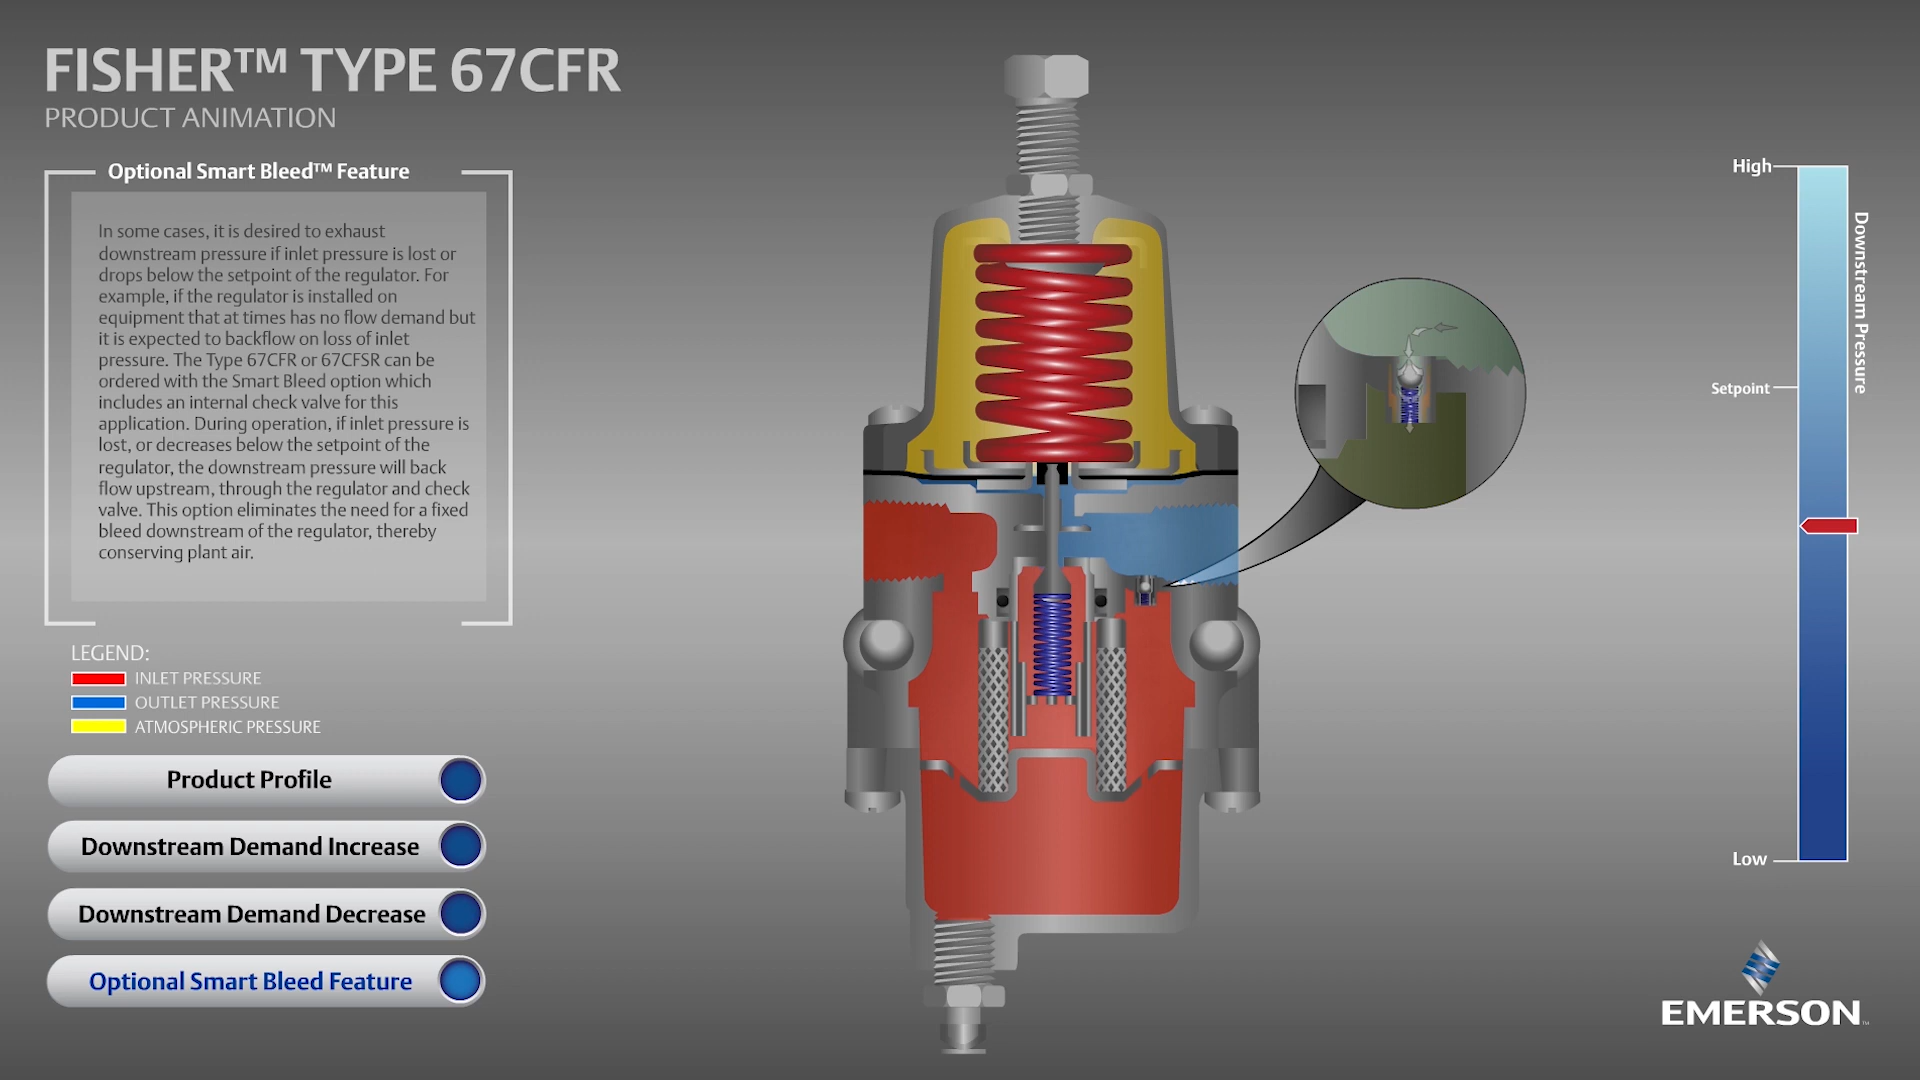 FISHER™ TYPE 67CFR
PRODUCT ANIMATION
Optional Smart Bleed™ Feature
In some cases, it is desired to exhaust
downstream pressure if inlet pressure is lost or
drops below the setpoint of the regulator. For
example, if the regulator is installed on
equipment that at times has no flow demand but
it is expected to backflow on loss of inlet
pressure. The Type 67CFR or 67CFSR can be
ordered with the Smart Bleed option which
includes an internal check valve for this
application. During operation, if inlet pressure is
lost, or decreases below the setpoint of the
regulator, the downstream pressure will back
flow upstream, through the regulator and check
valve. This option eliminates the need for a fixed
bleed downstream of the regulator, thereby
conserving plant air.
LEGEND:
INLET PRESSURE
OUTLET PRESSURE
ATMOSPHERIC PRESSURE
Product Profile
Downstream Demand Increase
Downstream Demand Decrease
Optional Smart Bleed Feature
High
Setpoint
Low
Downstream Pressure
EMERSON™